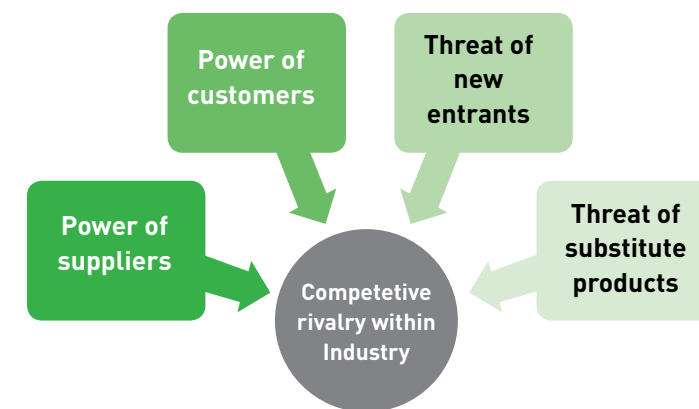 Power of
customers
Threat of
new
entrants
Power of
suppliers
Threat of
substitute
products
Competetive
rivalry within
Industry